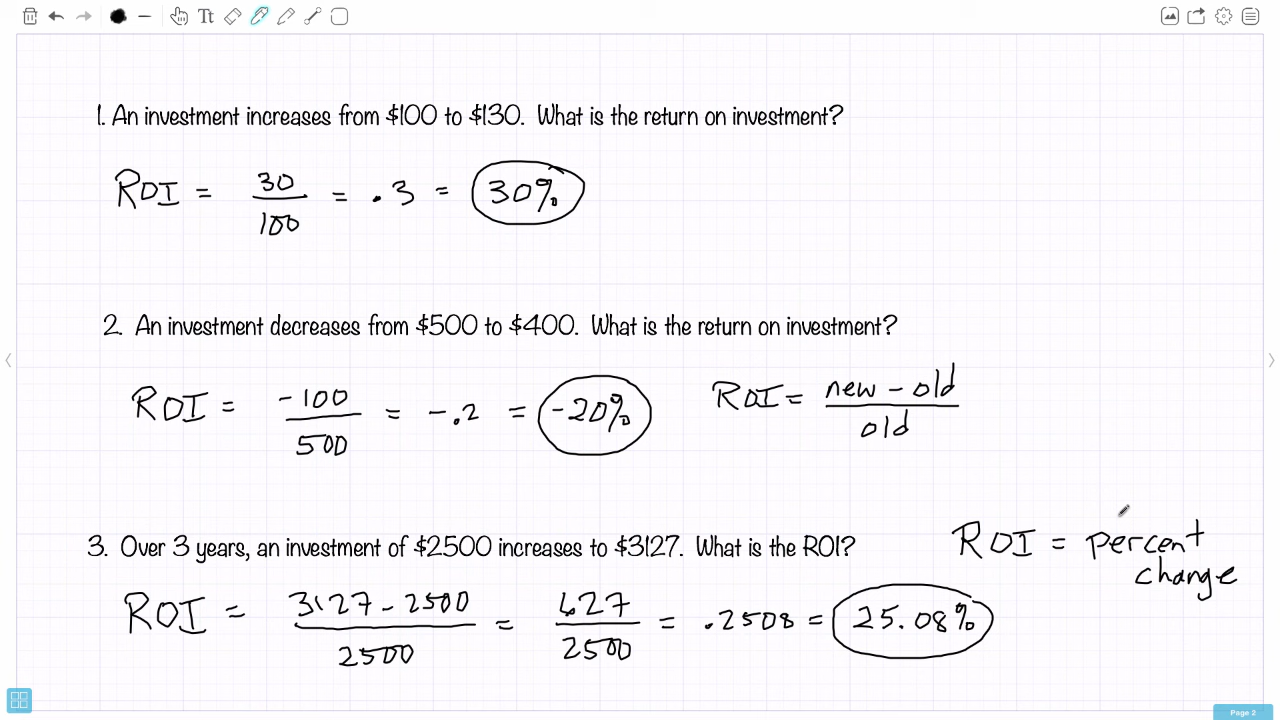 Tt
1. An investment increases from $100 to $130. What is the return on investment?
ROI = 30/100 = .3 = 30%
2. An investment decreases from $500 to $400. What is the return on investment?
ROI = -100/500 = -.2 = -20%
ROI = new - old/old
3. Over 3 years, an investment of $2500 increases to $3127. What is the ROI?
ROI = percent
change
ROI = 3127 - 2500/2500 = 627/2500 = .2508 = 25.08%
Page 2